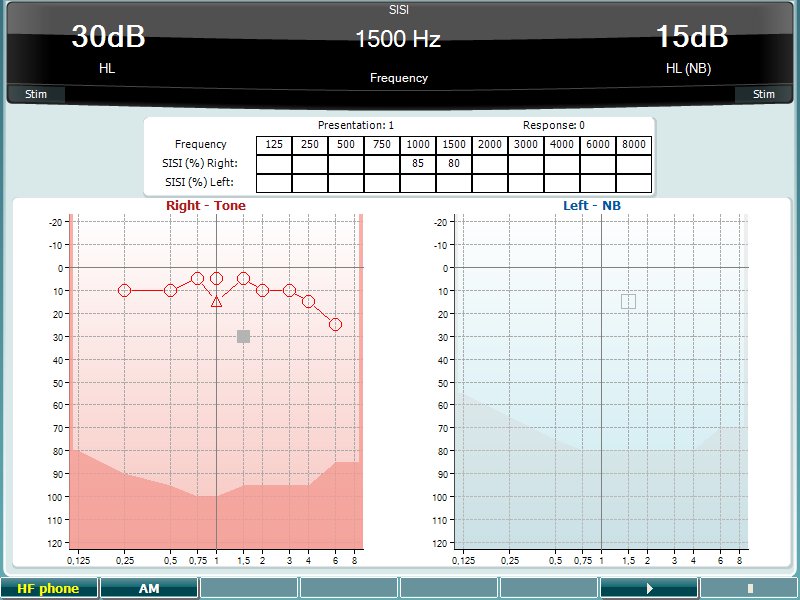 SISI
30dB 1500 Hz 15dB
HL Frequency HL (NB)
Stim Stim
Presentation: 1 Response: 0
Frequency 125 250 500 750 1000 1500 2000 3000 4000 6000 8000
SISI (%) Right: 85 80
SISI (%) Left:
Right - Tone
-20
-10
0
10
20
30
40
50
60
70
80
90
100
110
120
0,125 0,25 0,5 0,75 1 1,5 2 3 4 6 8
Left - NB
-20
-10
0
10
20
30
40
50
60
70
80
90
100
110
120
0,125 0,25 0,5 0,75 1 1,5 2 3 4 6 8
HF phone AM